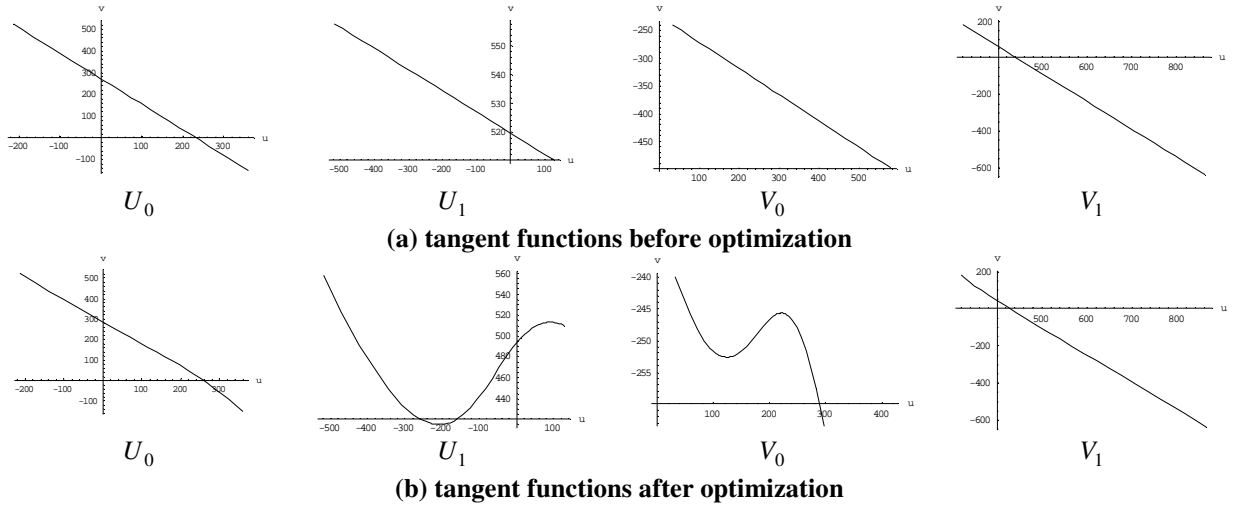 v v v v
500
400
300
200
100
-100
-200 -100 100 200 300 u
550
540
530
520
-500 -400 -300 -200 -100 100 u
-250
-300
-350
-400
-450
100 200 300 400 500 u
200
-200
-400
-600
500 600 700 800 u
U0 U1 V0 V1
(a) tangent functions before optimization
v v v v
500
400
300
200
100
-100
-200 -100 100 200 300 u
560
540
520
500
480
460
440
-500 -400 -300 -200 -100 100 u
-240
-245
-250
-255
100 200 300 400 u
200
-200
-400
-600
500 600 700 800 u
U0 U1 V0 V1
(b) tangent functions after optimization